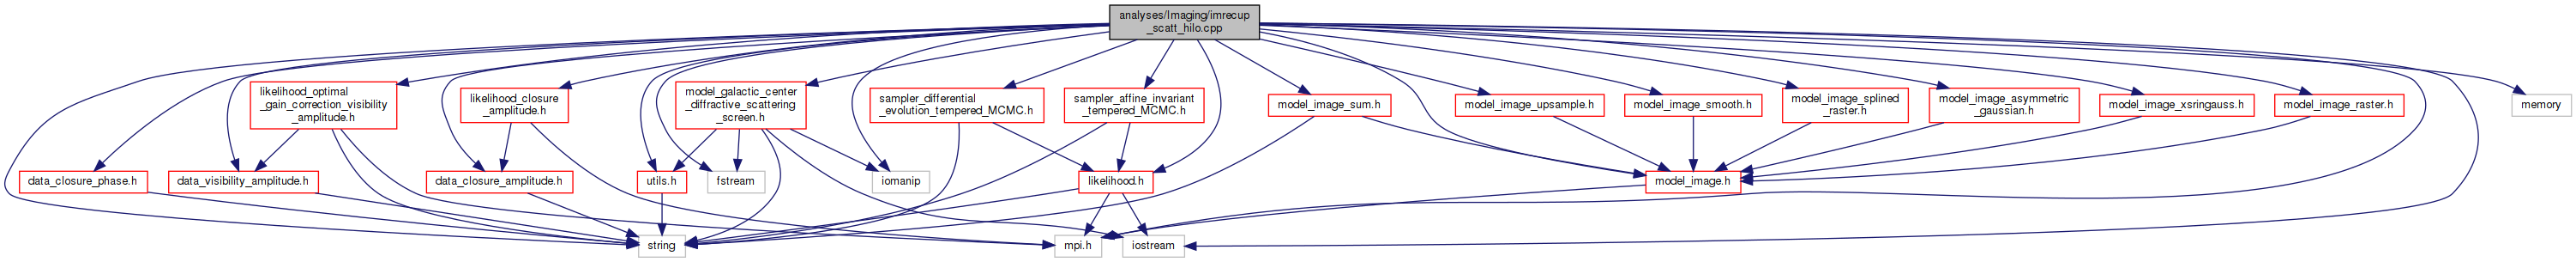 analyses/Imaging/imrecup
_scatt_hilo.cpp
likelihood_optimal
_gain_correction_visibility
_amplitude.h
likelihood_closure
_amplitude.h
model_galactic_center
_diffractive_scattering
_screen.h
sampler_differential
_evolution_tempered_MCMC.h
sampler_affine_invariant
_tempered_MCMC.h
model_image_sum.h
model_image_upsample.h
model_image_smooth.h
model_image_splined
_raster.h
model_image_asymmetric
_gaussian.h
model_image_xsringauss.h
model_image_raster.h
memory
data_closure_phase.h
data_visibility_amplitude.h
data_closure_amplitude.h
utils.h
fstream
iomanip
likelihood.h
model_image.h
string
mpi.h
iostream